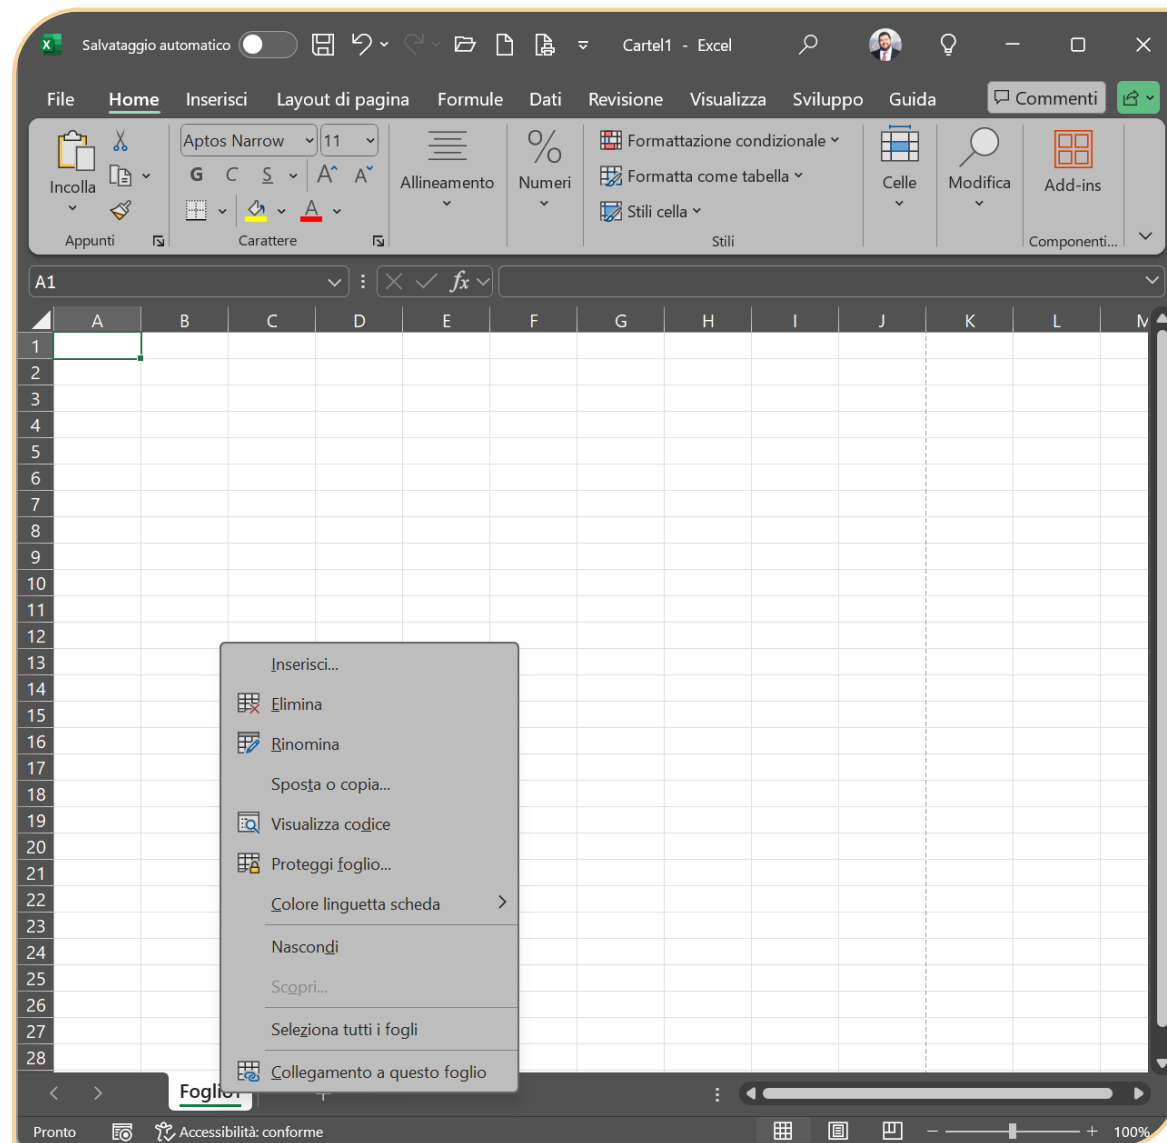 Salvataggio automatico Cartel1 - Excel
File Home Inserisci Layout di pagina Formule Dati Revisione Visualizza Sviluppo Guida Commenti
Aptos Narrow 11
Formattazione condizionale
G C S A A
Formatta come tabella
Incolla Allineamento Numeri Celle Modifica Add-ins
A
Stili cella
Appunti Carattere Stili Componenti...
A1 fx
A B C D E F G H I J K L
1
2
3
4
5
6
7
8
9
10
11
12
13
14
15
16
17
18
19
20
21
22
23
24
25
26
27
28
Inserisci...
Elimina
Rinomina
Sposta o copia...
Visualizza codice
Proteggi foglio...
Colore linguetta scheda
Nascondi
Scopri...
Seleziona tutti i fogli
Collegamento a questo foglio
Foglio1
Pronto Accessibilità: conforme 100%